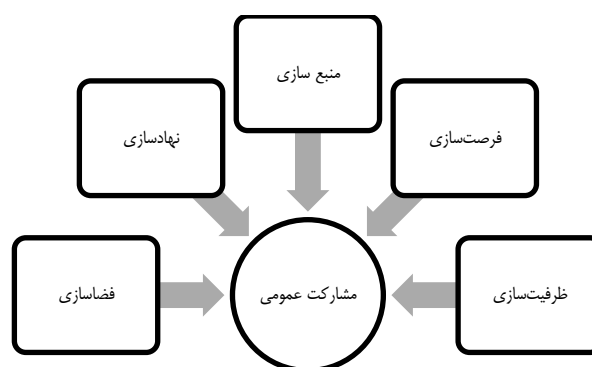 منبع سازی
فرصت‌سازی
نهادسازی
ظرفیت‌سازی
مشارکت عمومی
فضاسازی